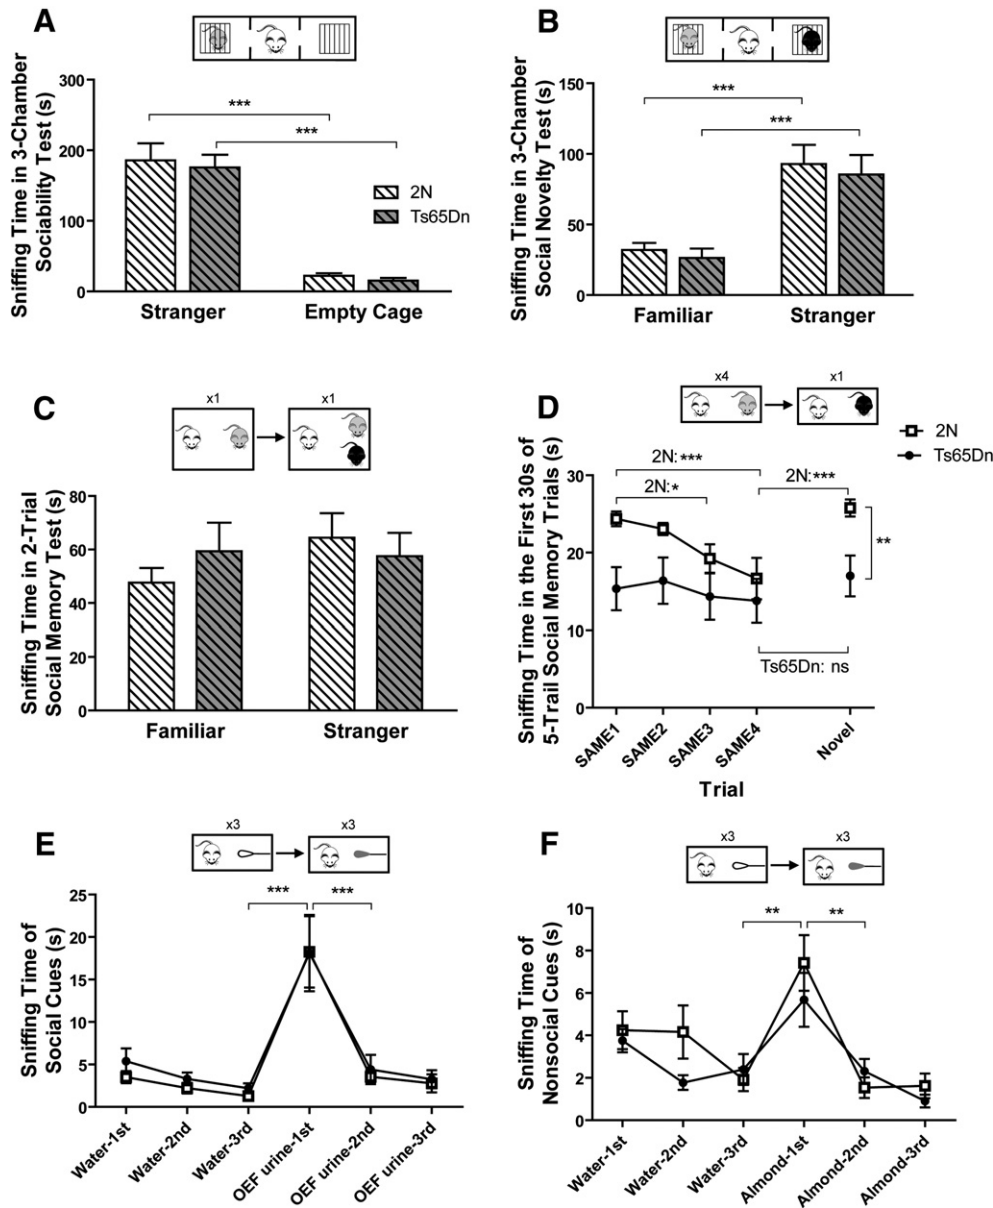 A
Sniffing Time in 3-Chamber
Sociability Test (s)
300
200
100
0
***
***
2N
Ts65Dn
Stranger
Empty Cage
B
Sniffing Time in 3-Chamber
Social Novelty Test (s)
150
100
50
0
***
***
Familiar
Stranger
C
x1
x1
Sniffing Time in 2-Trial
Social Memory Test (s)
80
60
40
20
0
Familiar
Stranger
D
x4
x1
2N
Ts65Dn
Sniffing Time in the First 30s of
5-Trail Social Memory Trials (s)
30
20
10
0
2N:***
2N:*
2N:***
**
Ts65Dn: ns
SAME1
SAME2
SAME3
SAME4
Novel
Trial
E
x3
x3
Sniffing Time of
Social Cues (s)
25
20
15
10
5
0
***
***
Water-1st
Water-2nd
Water-3rd
OEF urine-1st
OEF urine-2nd
OEF urine-3rd
F
x3
x3
Sniffing Time of
Nonsocial Cues (s)
10
8
6
4
2
0
**
**
Water-1st
Water-2nd
Water-3rd
Almond-1st
Almond-2nd
Almond-3rd